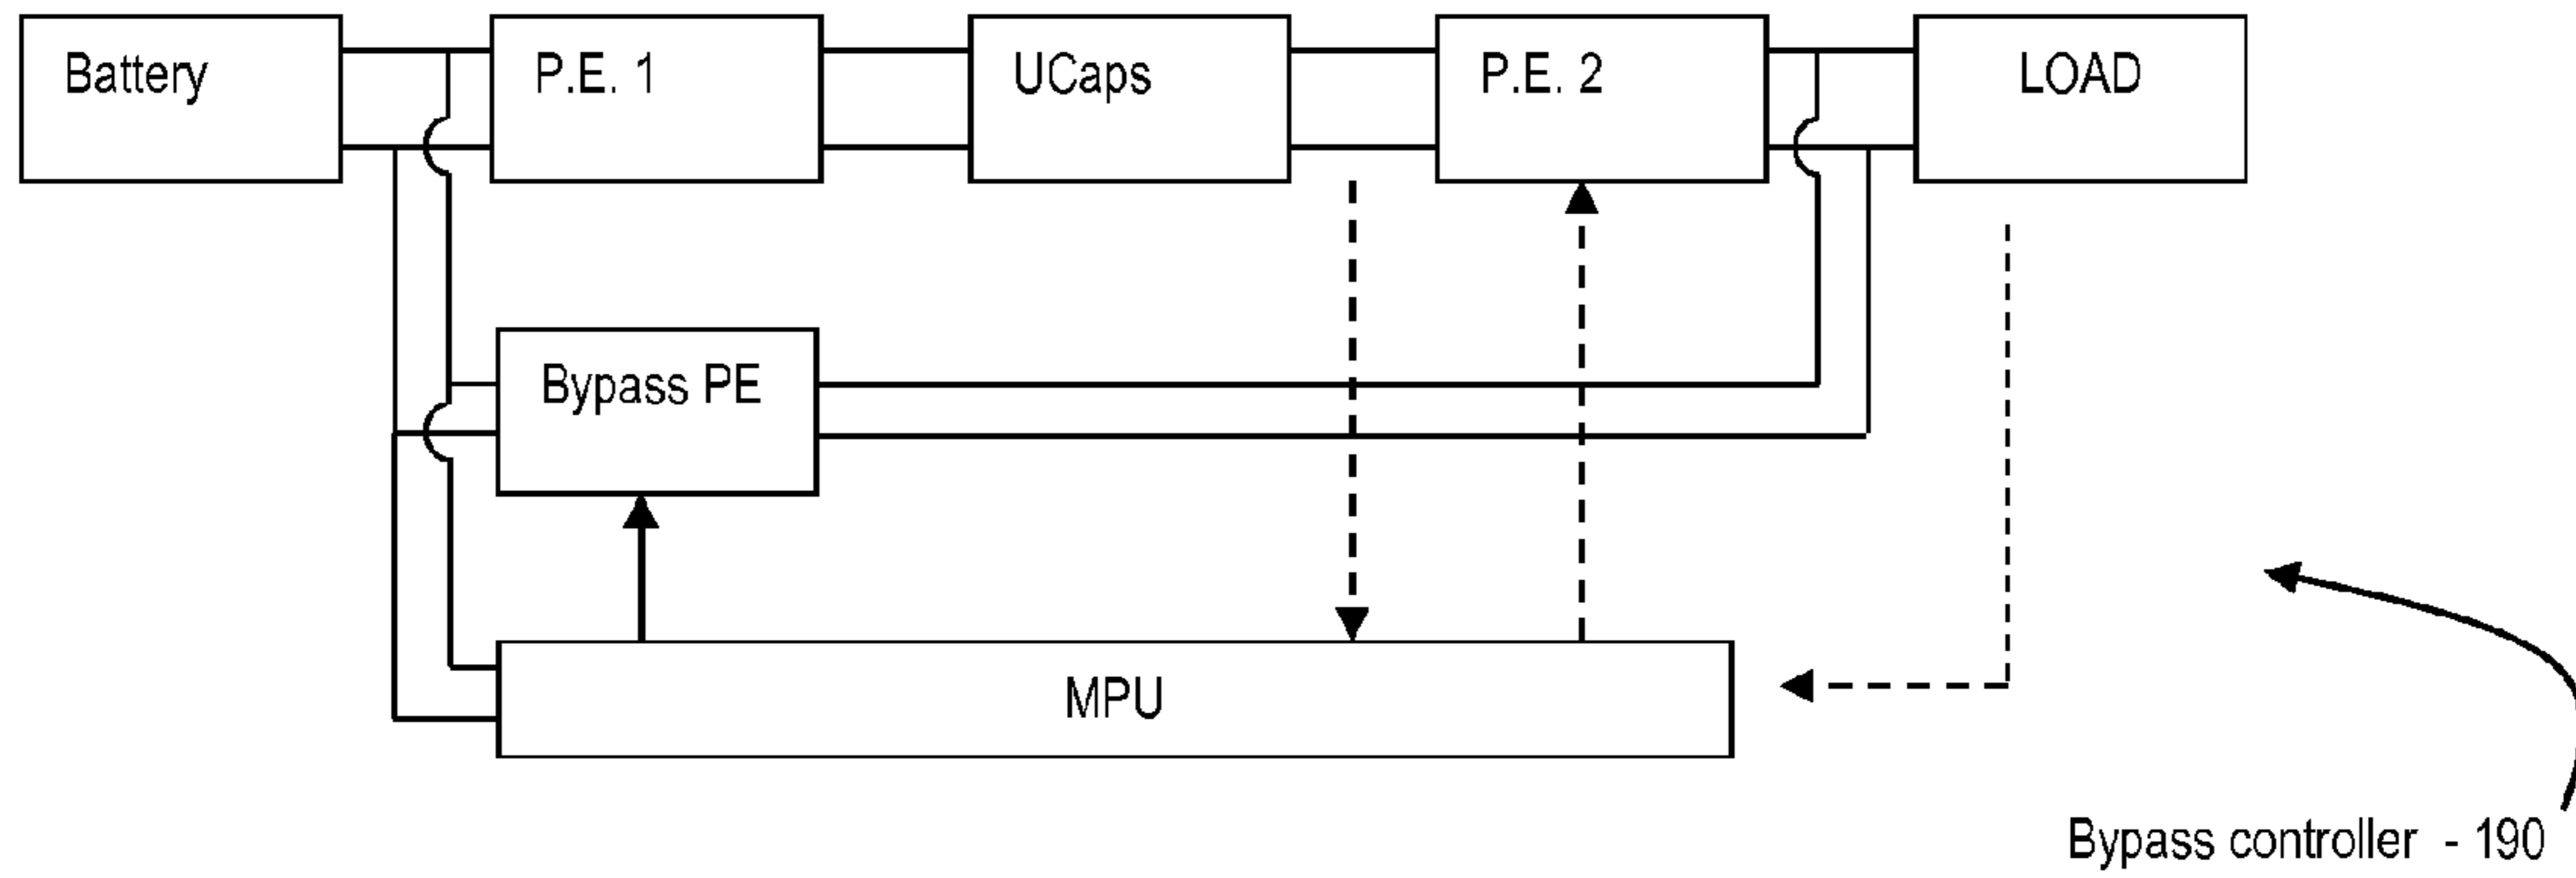 Battery
P.E. 1
UCaps
P.E. 2
LOAD
Bypass PE
MPU
Bypass controller - 190